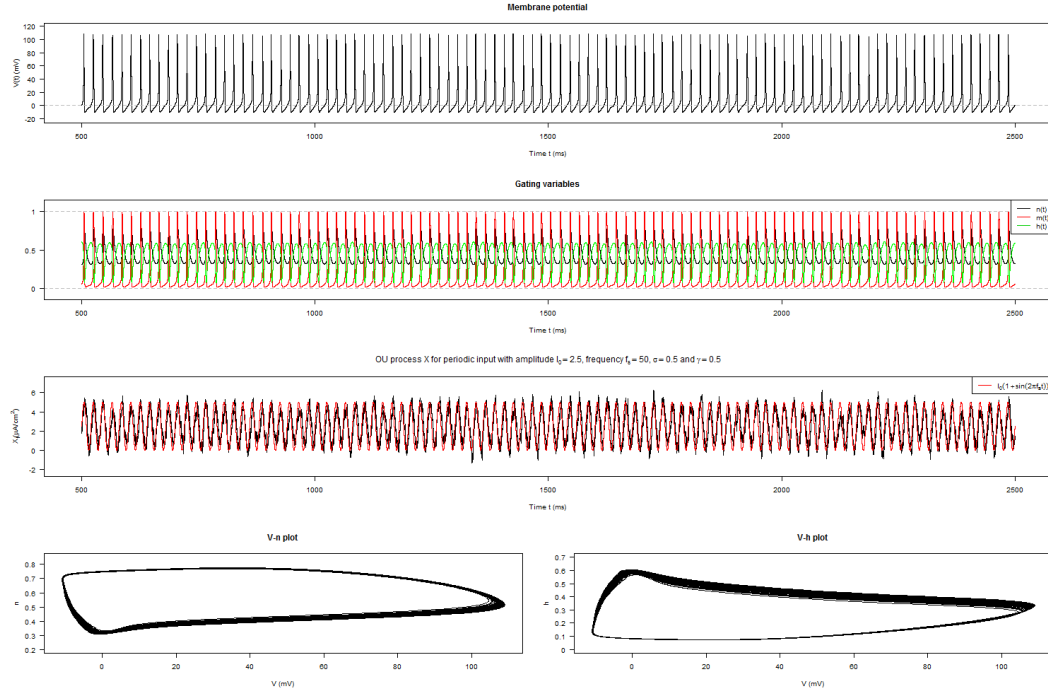 Membrane potential
V(t) (mV)
120
100
80
60
40
20
0
-20
500 1000 1500 2000 2500
Time t (ms)
Gating variables
1
0.5
0
n(t)
m(t)
h(t)
500 1000 1500 2000 2500
Time t (ms)
OU process X for periodic input with amplitude I₀ = 2.5, frequency fₛ = 50, σ = 0.5 and γ = 0.5
6
4
2
0
-2
I₀(1+sin(2πfₛt))
500 1000 1500 2000 2500
Time t (ms)
V-n plot
n
0.8
0.7
0.6
0.5
0.4
0.3
0.2
0 20 40 60 80 100
V (mV)
V-h plot
h
0.7
0.6
0.5
0.4
0.3
0.2
0.1
0
0 20 40 60 80 100
V (mV)